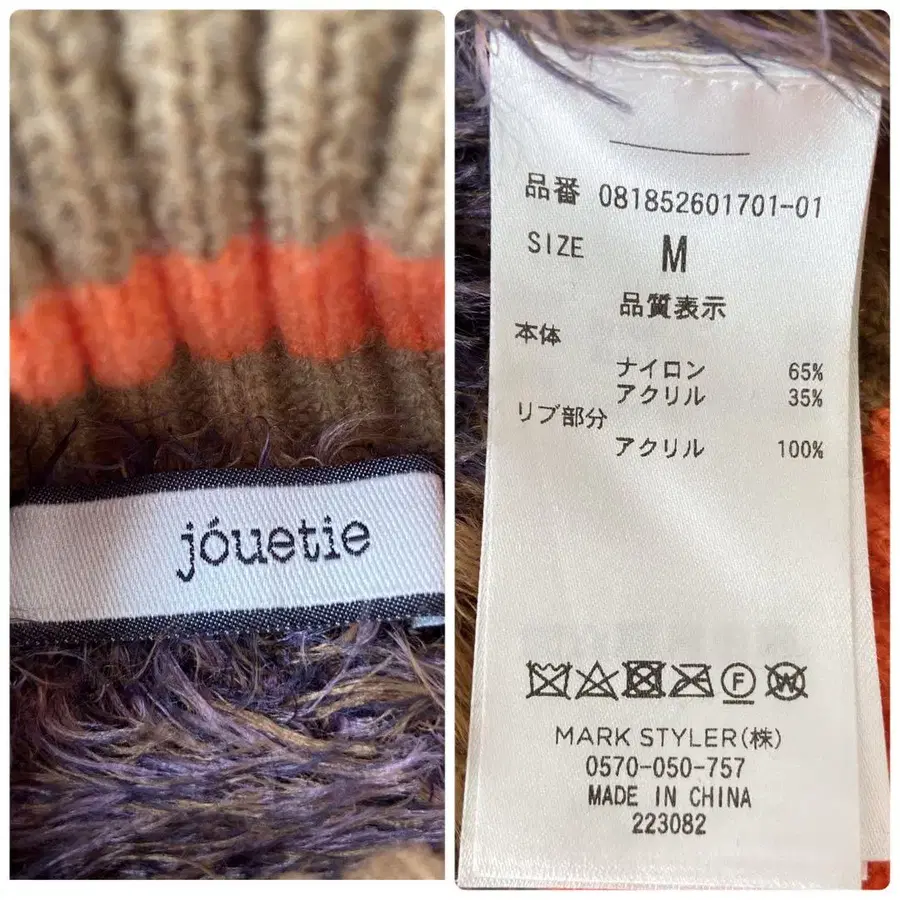 jóuetie
品番 081852601701-01
SIZE M
品質表示
本体
ナイロン 65%
アクリル 35%
リブ部分
アクリル 100%
F W
MARK STYLER(株)
0570-050-757
MADE IN CHINA
223082